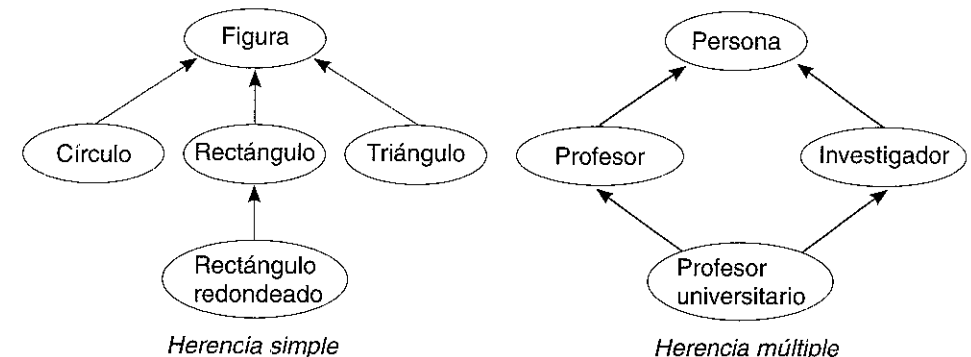 Figura
Círculo
Rectángulo
Triángulo
Rectángulo
redondeado
Herencia simple
Persona
Profesor
Investigador
Profesor
universitario
Herencia múltiple